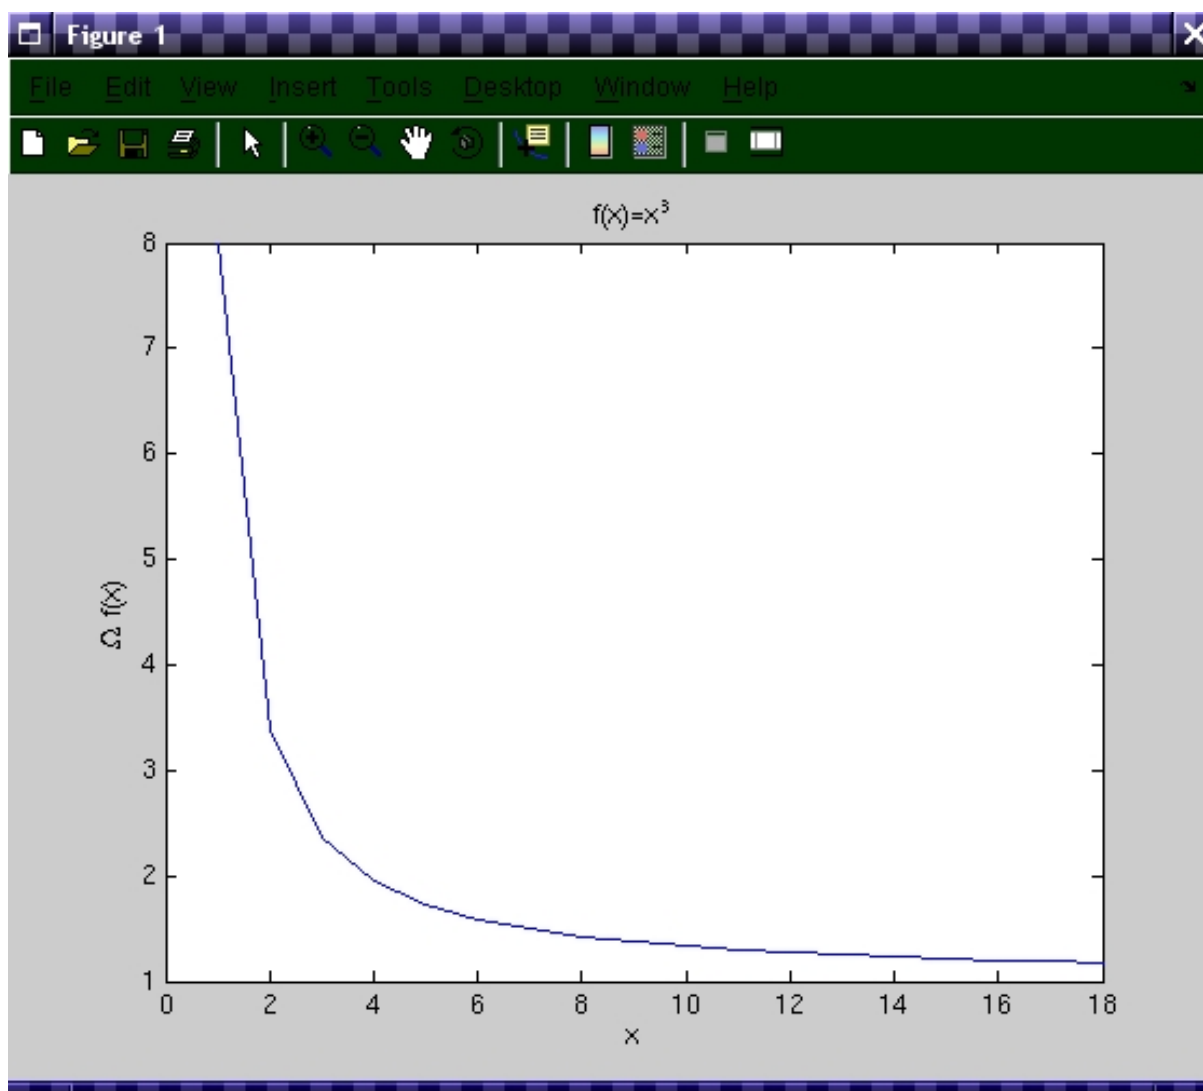 Figure 1
File Edit View Insert Tools Desktop Window Help
f(x)=x³
8
7
6
5
4
3
2
1
Ω f(x)
0 2 4 6 8 10 12 14 16 18
x